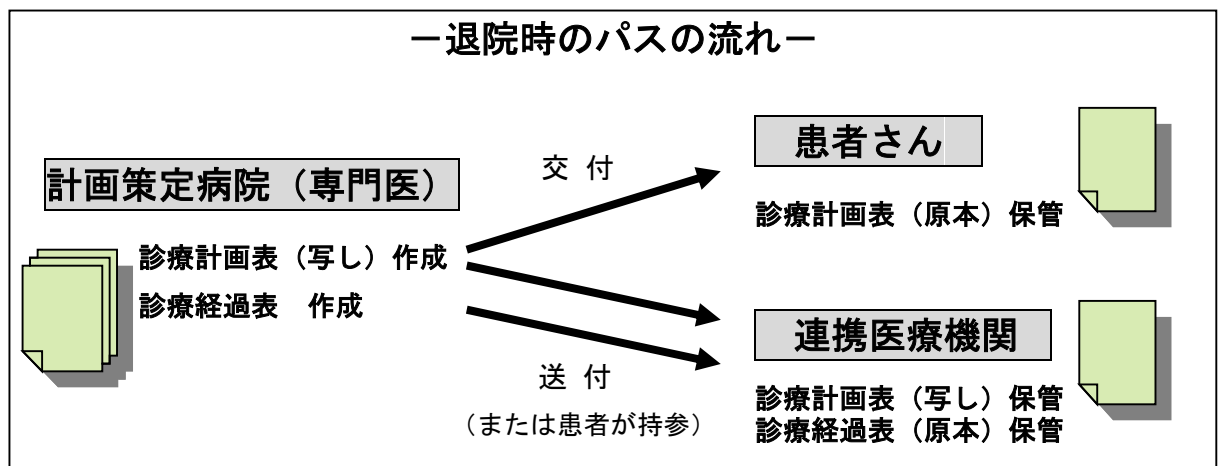 －退院時のパスの流れ－
計画策定病院（専門医）
診療計画表（写し）作成
診療経過表　作成
交 付
患者さん
診療計画表（原本）保管
送 付
（または患者が持参）
連携医療機関
診療計画表（写し）保管
診療経過表（原本）保管